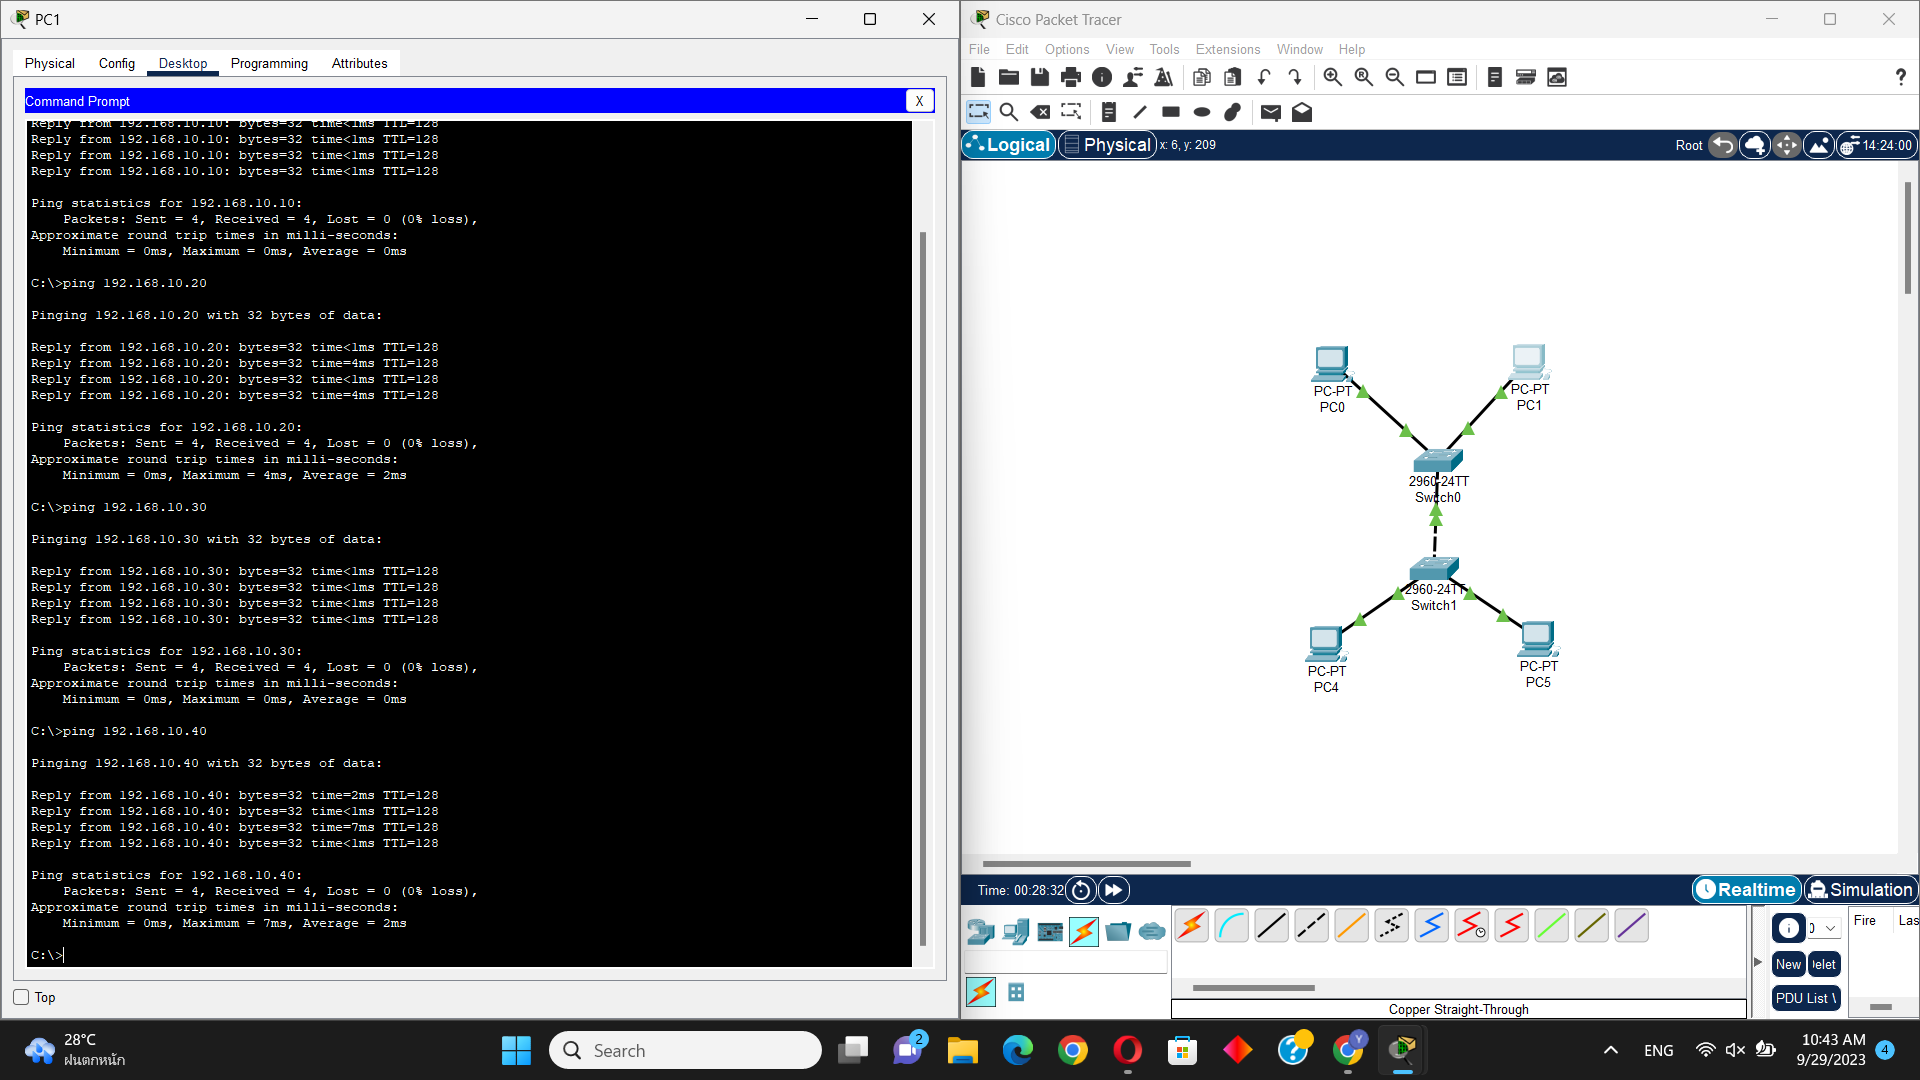 PC1
Physical Config Desktop Programming Attributes
Command Prompt X
Reply from 192.168.10.10: bytes=32 time<1ms TTL=128
Reply from 192.168.10.10: bytes=32 time<1ms TTL=128
Reply from 192.168.10.10: bytes=32 time<1ms TTL=128
Reply from 192.168.10.10: bytes=32 time<1ms TTL=128
Ping statistics for 192.168.10.10:
Packets: Sent = 4, Received = 4, Lost = 0 (0% loss),
Approximate round trip times in milli-seconds:
Minimum = 0ms, Maximum = 0ms, Average = 0ms
C:\>ping 192.168.10.20
Pinging 192.168.10.20 with 32 bytes of data:
Reply from 192.168.10.20: bytes=32 time<1ms TTL=128
Reply from 192.168.10.20: bytes=32 time=4ms TTL=128
Reply from 192.168.10.20: bytes=32 time<1ms TTL=128
Reply from 192.168.10.20: bytes=32 time=4ms TTL=128
Ping statistics for 192.168.10.20:
Packets: Sent = 4, Received = 4, Lost = 0 (0% loss),
Approximate round trip times in milli-seconds:
Minimum = 0ms, Maximum = 4ms, Average = 2ms
C:\>ping 192.168.10.30
Pinging 192.168.10.30 with 32 bytes of data:
Reply from 192.168.10.30: bytes=32 time<1ms TTL=128
Reply from 192.168.10.30: bytes=32 time<1ms TTL=128
Reply from 192.168.10.30: bytes=32 time<1ms TTL=128
Reply from 192.168.10.30: bytes=32 time<1ms TTL=128
Ping statistics for 192.168.10.30:
Packets: Sent = 4, Received = 4, Lost = 0 (0% loss),
Approximate round trip times in milli-seconds:
Minimum = 0ms, Maximum = 0ms, Average = 0ms
C:\>ping 192.168.10.40
Pinging 192.168.10.40 with 32 bytes of data:
Reply from 192.168.10.40: bytes=32 time=2ms TTL=128
Reply from 192.168.10.40: bytes=32 time<1ms TTL=128
Reply from 192.168.10.40: bytes=32 time=7ms TTL=128
Reply from 192.168.10.40: bytes=32 time<1ms TTL=128
Ping statistics for 192.168.10.40:
Packets: Sent = 4, Received = 4, Lost = 0 (0% loss),
Approximate round trip times in milli-seconds:
Minimum = 0ms, Maximum = 7ms, Average = 2ms
C:\>
Top
Cisco Packet Tracer
File Edit Options View Tools Extensions Window Help
?
Logical Physical x: 6, y: 209 Root 14:24:00
PC-PT
PC0
PC-PT
PC1
2960-24TT
Switch0
2960-24TT
Switch1
PC-PT
PC4
PC-PT
PC5
Time: 00:28:32 Realtime Simulation
0 Fire Las
New elet
PDU List
Copper Straight-Through
28°C
ฝนตกหนัก
Search
2
Y
ENG
10:43 AM
9/29/2023
4